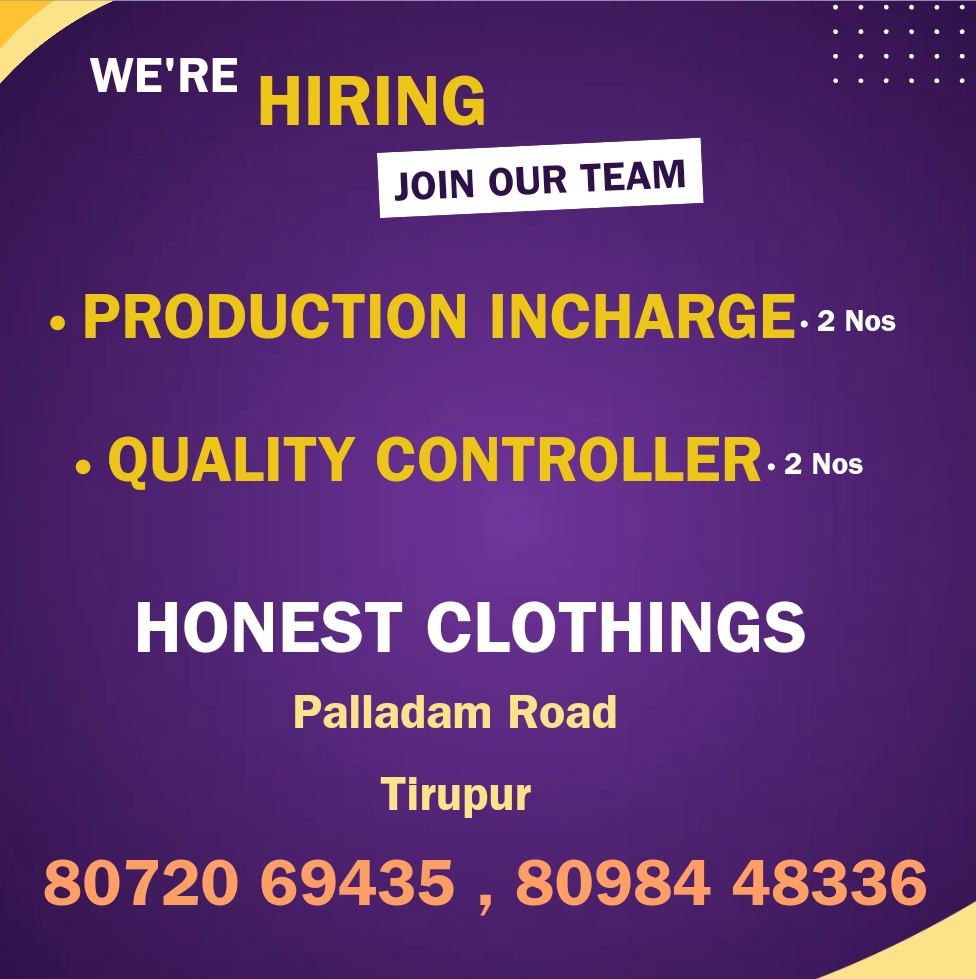 WE'RE HIRING
JOIN OUR TEAM
• PRODUCTION INCHARGE • 2 Nos
• QUALITY CONTROLLER • 2 Nos
HONEST CLOTHINGS
Palladam Road
Tirupur
80720 69435 , 80984 48336